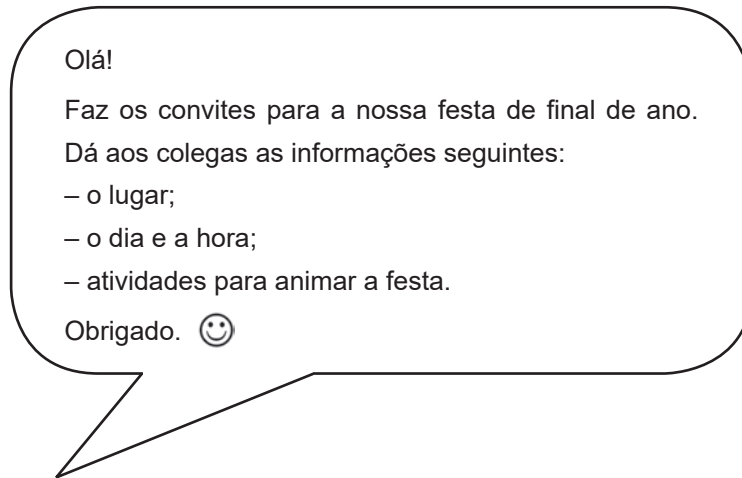 Olá!
Faz os convites para a nossa festa de final de ano.
Dá aos colegas as informações seguintes:
– o lugar;
– o dia e a hora;
– atividades para animar a festa.
Obrigado.